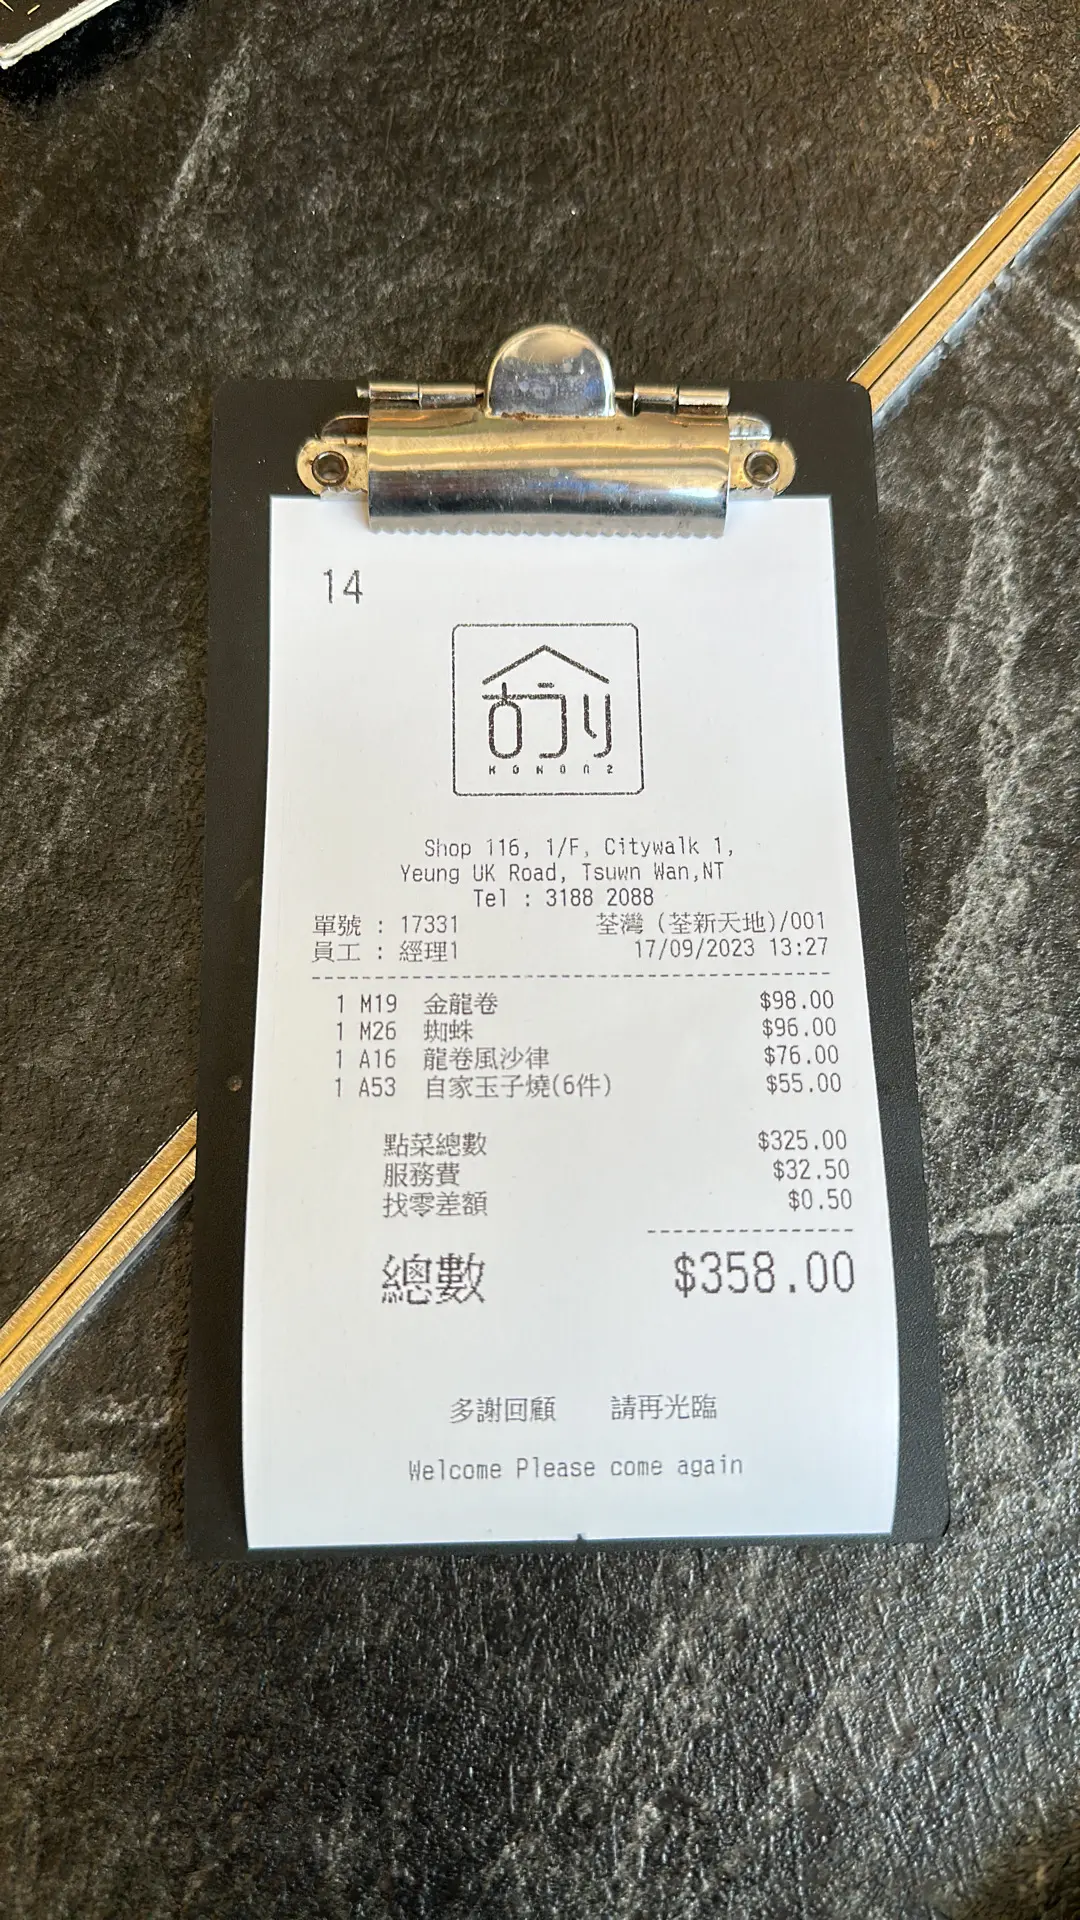 14
KONOHZ
Shop 116, 1/F, Citywalk 1,
Yeung UK Road, Tsuwn Wan,NT
Tel : 3188 2088
單號 : 17331 荃灣 (荃新天地)/001
員工 : 經理1 17/09/2023 13:27
1 M19 金龍卷 $98.00
1 M26 蜘蛛 $96.00
1 A16 龍卷風沙律 $76.00
1 A53 自家玉子燒(6件) $55.00
點菜總數 $325.00
服務費 $32.50
找零差額 $0.50
總數 $358.00
多謝回顧 請再光臨
Welcome Please come again